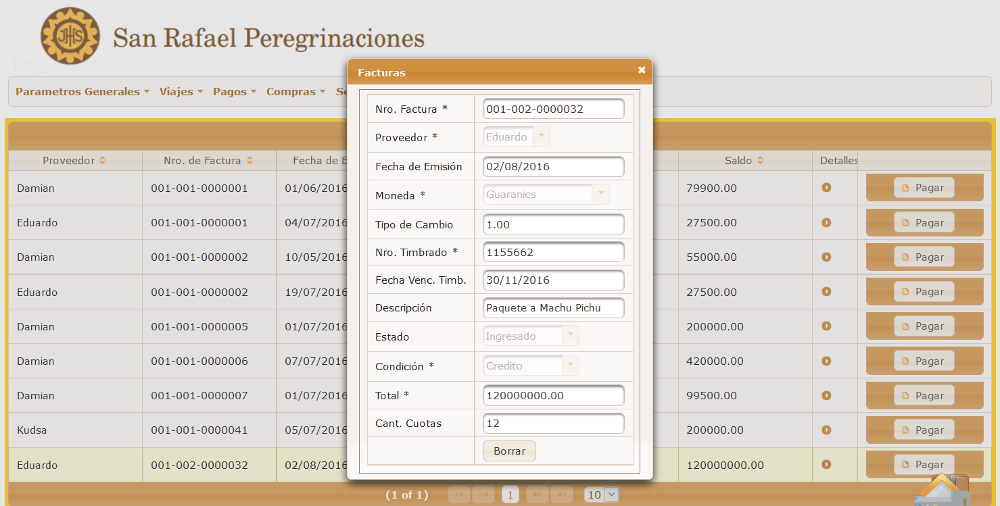 JHS
San Rafael Peregrinaciones
Parametros Generales Viajes Pagos Compras
Facturas
Nro. Factura * 001-002-0000032
Proveedor * Eduardo
Fecha de Emisión 02/08/2016
Moneda * Guaranies
Tipo de Cambio 1.00
Nro. Timbrado * 1155662
Fecha Venc. Timb. 30/11/2016
Descripción Paquete a Machu Pichu
Estado Ingresado
Condición * Credito
Total * 120000000.00
Cant. Cuotas 12
Borrar
Proveedor Nro. de Factura Fecha de E Saldo Detalles
Damian 001-001-0000001 01/06/2016 79900.00 Pagar
Eduardo 001-001-0000001 04/07/2016 27500.00 Pagar
Damian 001-001-0000002 10/05/2016 55000.00 Pagar
Eduardo 001-001-0000002 19/07/2016 27500.00 Pagar
Damian 001-001-0000005 01/07/2016 200000.00 Pagar
Damian 001-001-0000006 07/07/2016 420000.00 Pagar
Damian 001-001-0000007 01/07/2016 99500.00 Pagar
Kudsa 001-001-0000041 05/07/2016 200000.00 Pagar
Eduardo 001-002-0000032 02/08/2016 120000000.00 Pagar
(1 of 1) 1 10